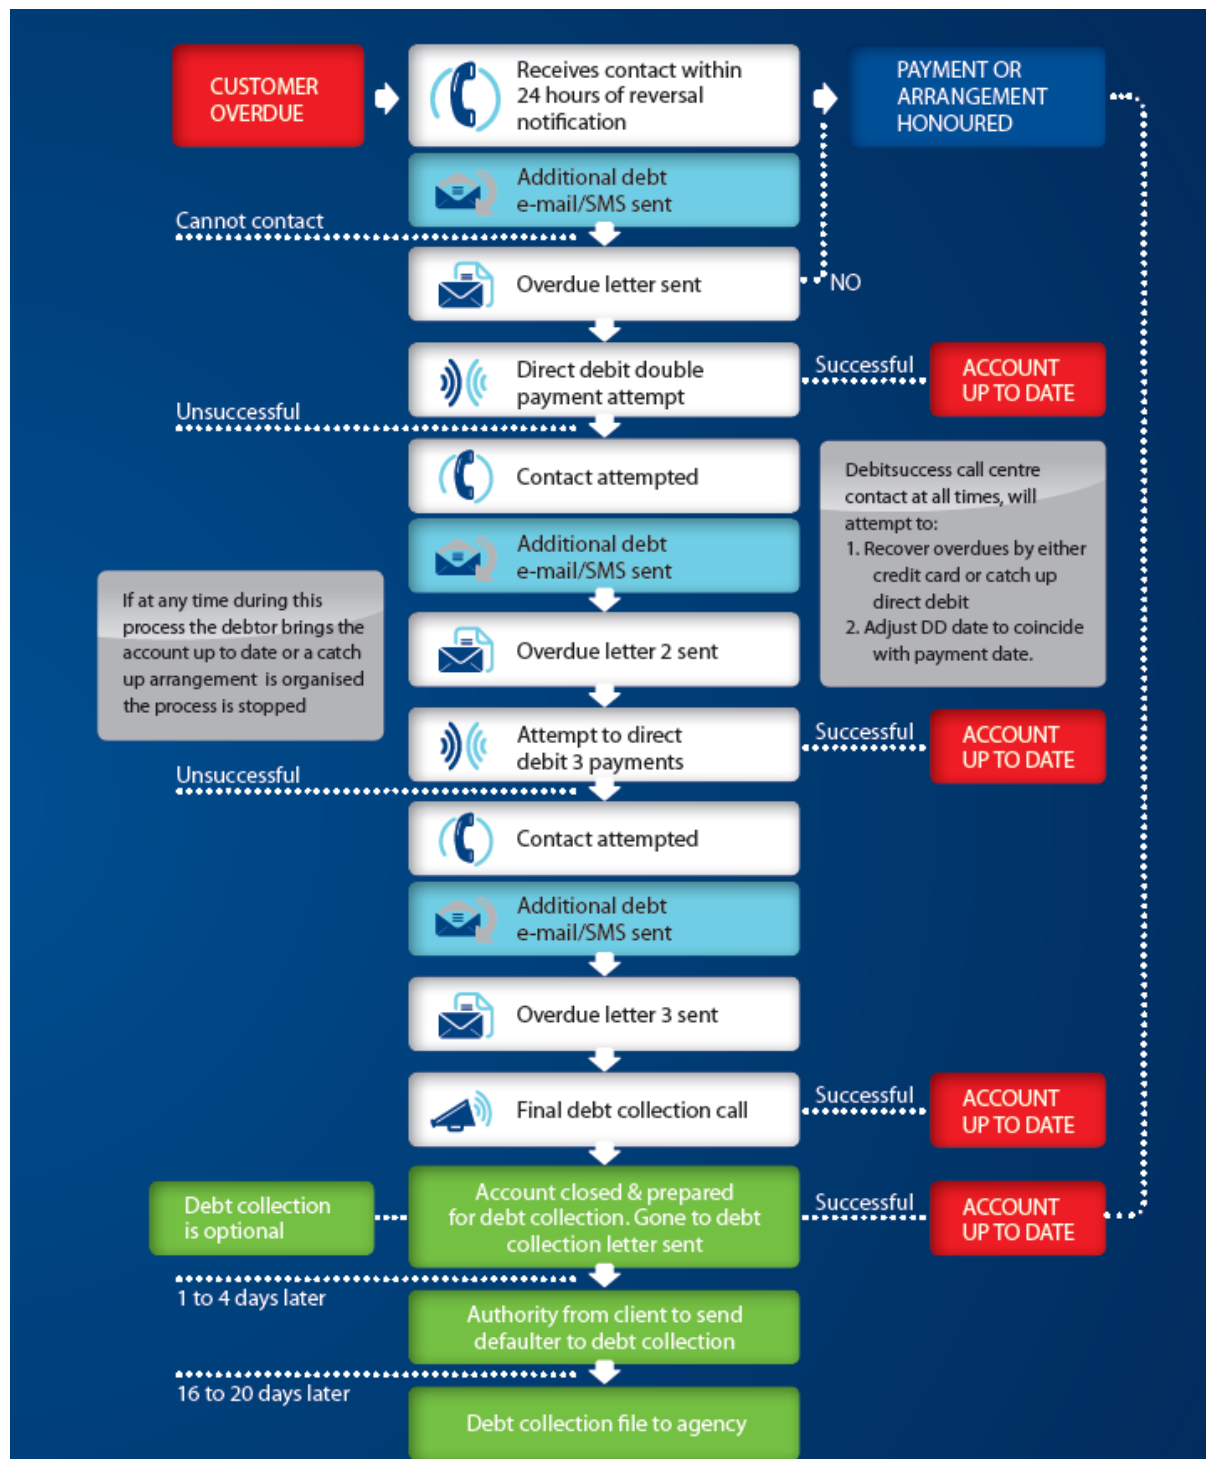 CUSTOMER
OVERDUE
Receives contact within
24 hours of reversal
notification
PAYMENT OR
ARRANGEMENT
HONOURED
Additional debt
e-mail/SMS sent
Cannot contact
Overdue letter sent
NO
Direct debit double
payment attempt
Successful
ACCOUNT
UP TO DATE
Unsuccessful
Contact attempted
Debitsuccess call centre
contact at all times, will
attempt to:
1. Recover overdues by either
credit card or catch up
direct debit
2. Adjust DD date to coincide
with payment date.
Additional debt
e-mail/SMS sent
If at any time during this
process the debtor brings the
account up to date or a catch
up arrangement is organised
the process is stopped
Overdue letter 2 sent
Attempt to direct
debit 3 payments
Successful
ACCOUNT
UP TO DATE
Unsuccessful
Contact attempted
Additional debt
e-mail/SMS sent
Overdue letter 3 sent
Final debt collection call
Successful
ACCOUNT
UP TO DATE
Debt collection
is optional
Account closed & prepared
for debt collection. Gone to debt
collection letter sent
Successful
ACCOUNT
UP TO DATE
1 to 4 days later
Authority from client to send
defaulter to debt collection
16 to 20 days later
Debt collection file to agency